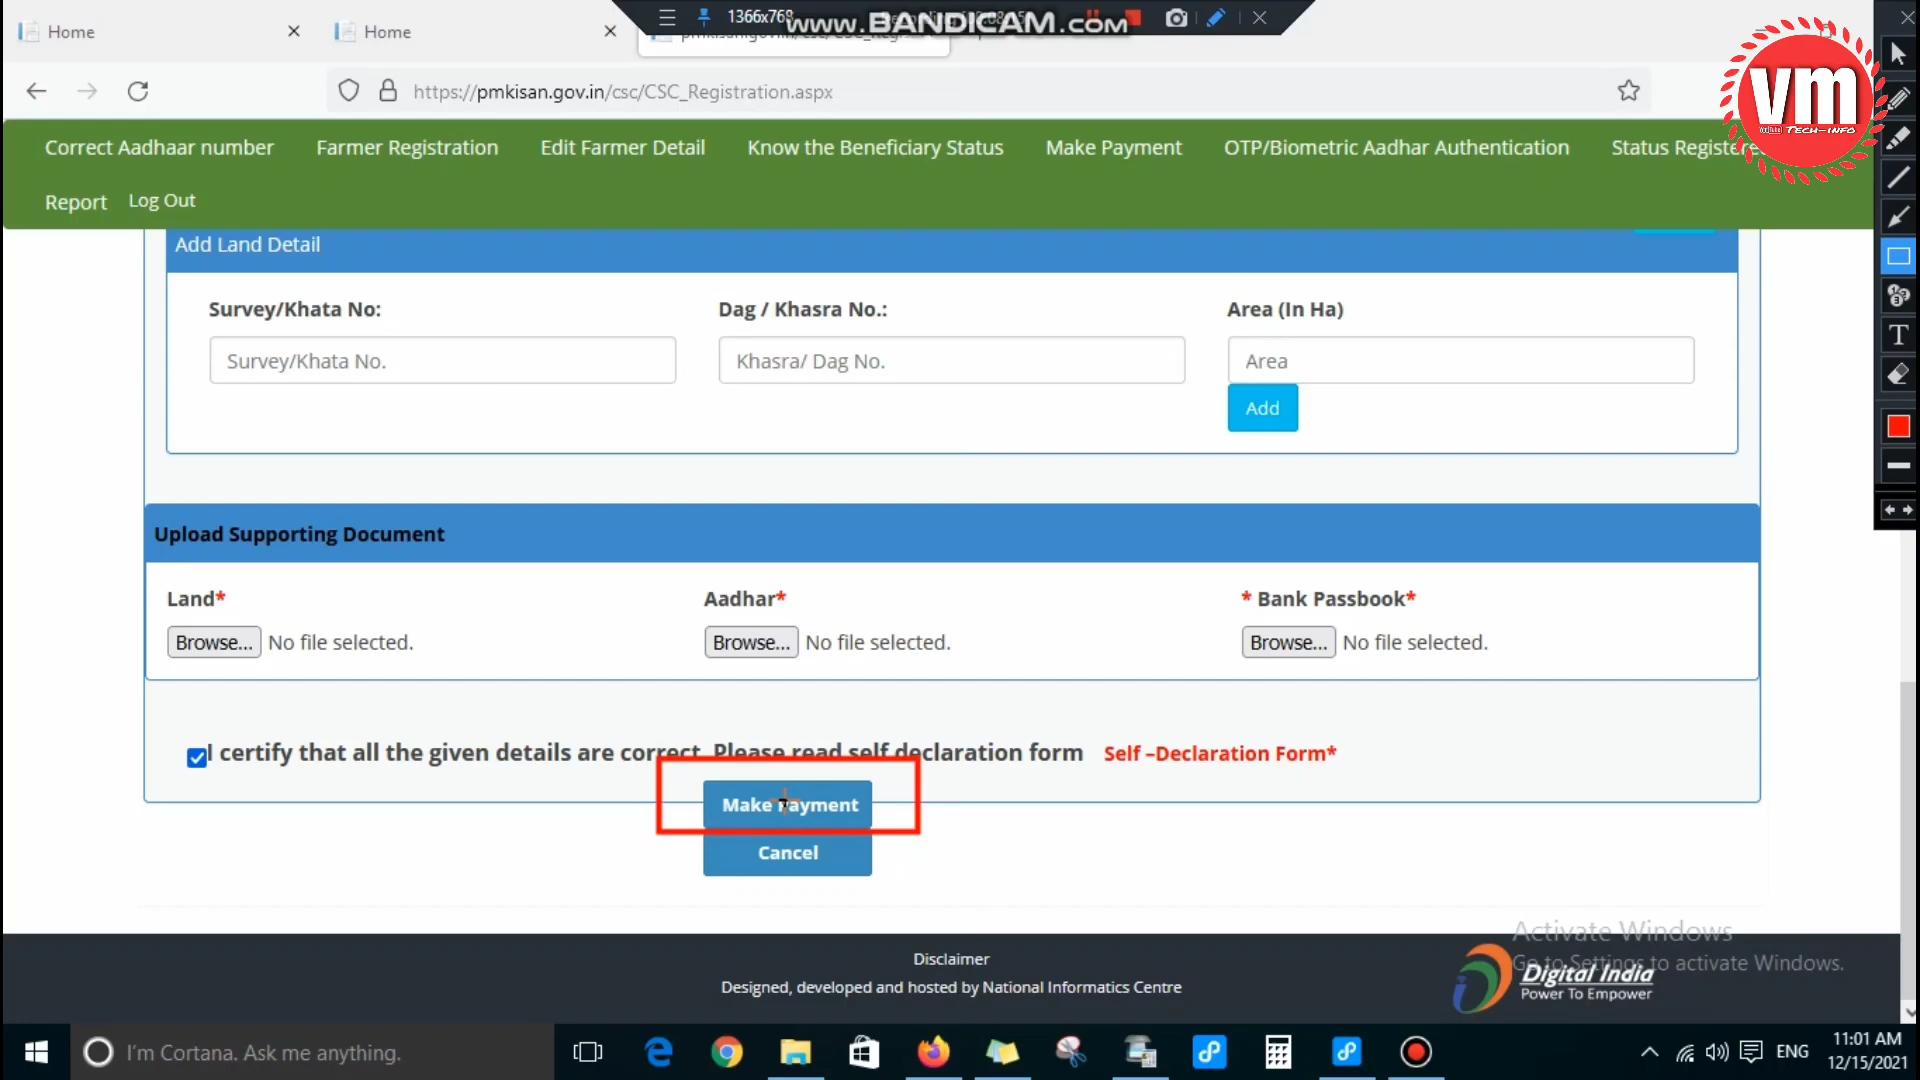 Home
Home
1366x768
www.BANDICAM.com
https://pmkisan.gov.in/csc/CSC_Registration.aspx
vm
Tech-info
Correct Aadhaar number
Farmer Registration
Edit Farmer Detail
Know the Beneficiary Status
Make Payment
OTP/Biometric Aadhar Authentication
Status Registere
Report
Log Out
Add Land Detail
Survey/Khata No:
Dag / Khasra No.:
Area (In Ha)
Survey/Khata No.
Khasra/ Dag No.
Area
Add
Upload Supporting Document
Land*
Aadhar*
* Bank Passbook*
Browse... No file selected.
Browse... No file selected.
Browse... No file selected.
I certify that all the given details are correct. Please read self declaration form
Self –Declaration Form*
Make Payment
Cancel
Activate Windows
Go to Settings to activate Windows.
Disclaimer
Designed, developed and hosted by National Informatics Centre
Digital India
Power To Empower
I'm Cortana. Ask me anything.
ENG
11:01 AM
12/15/2021